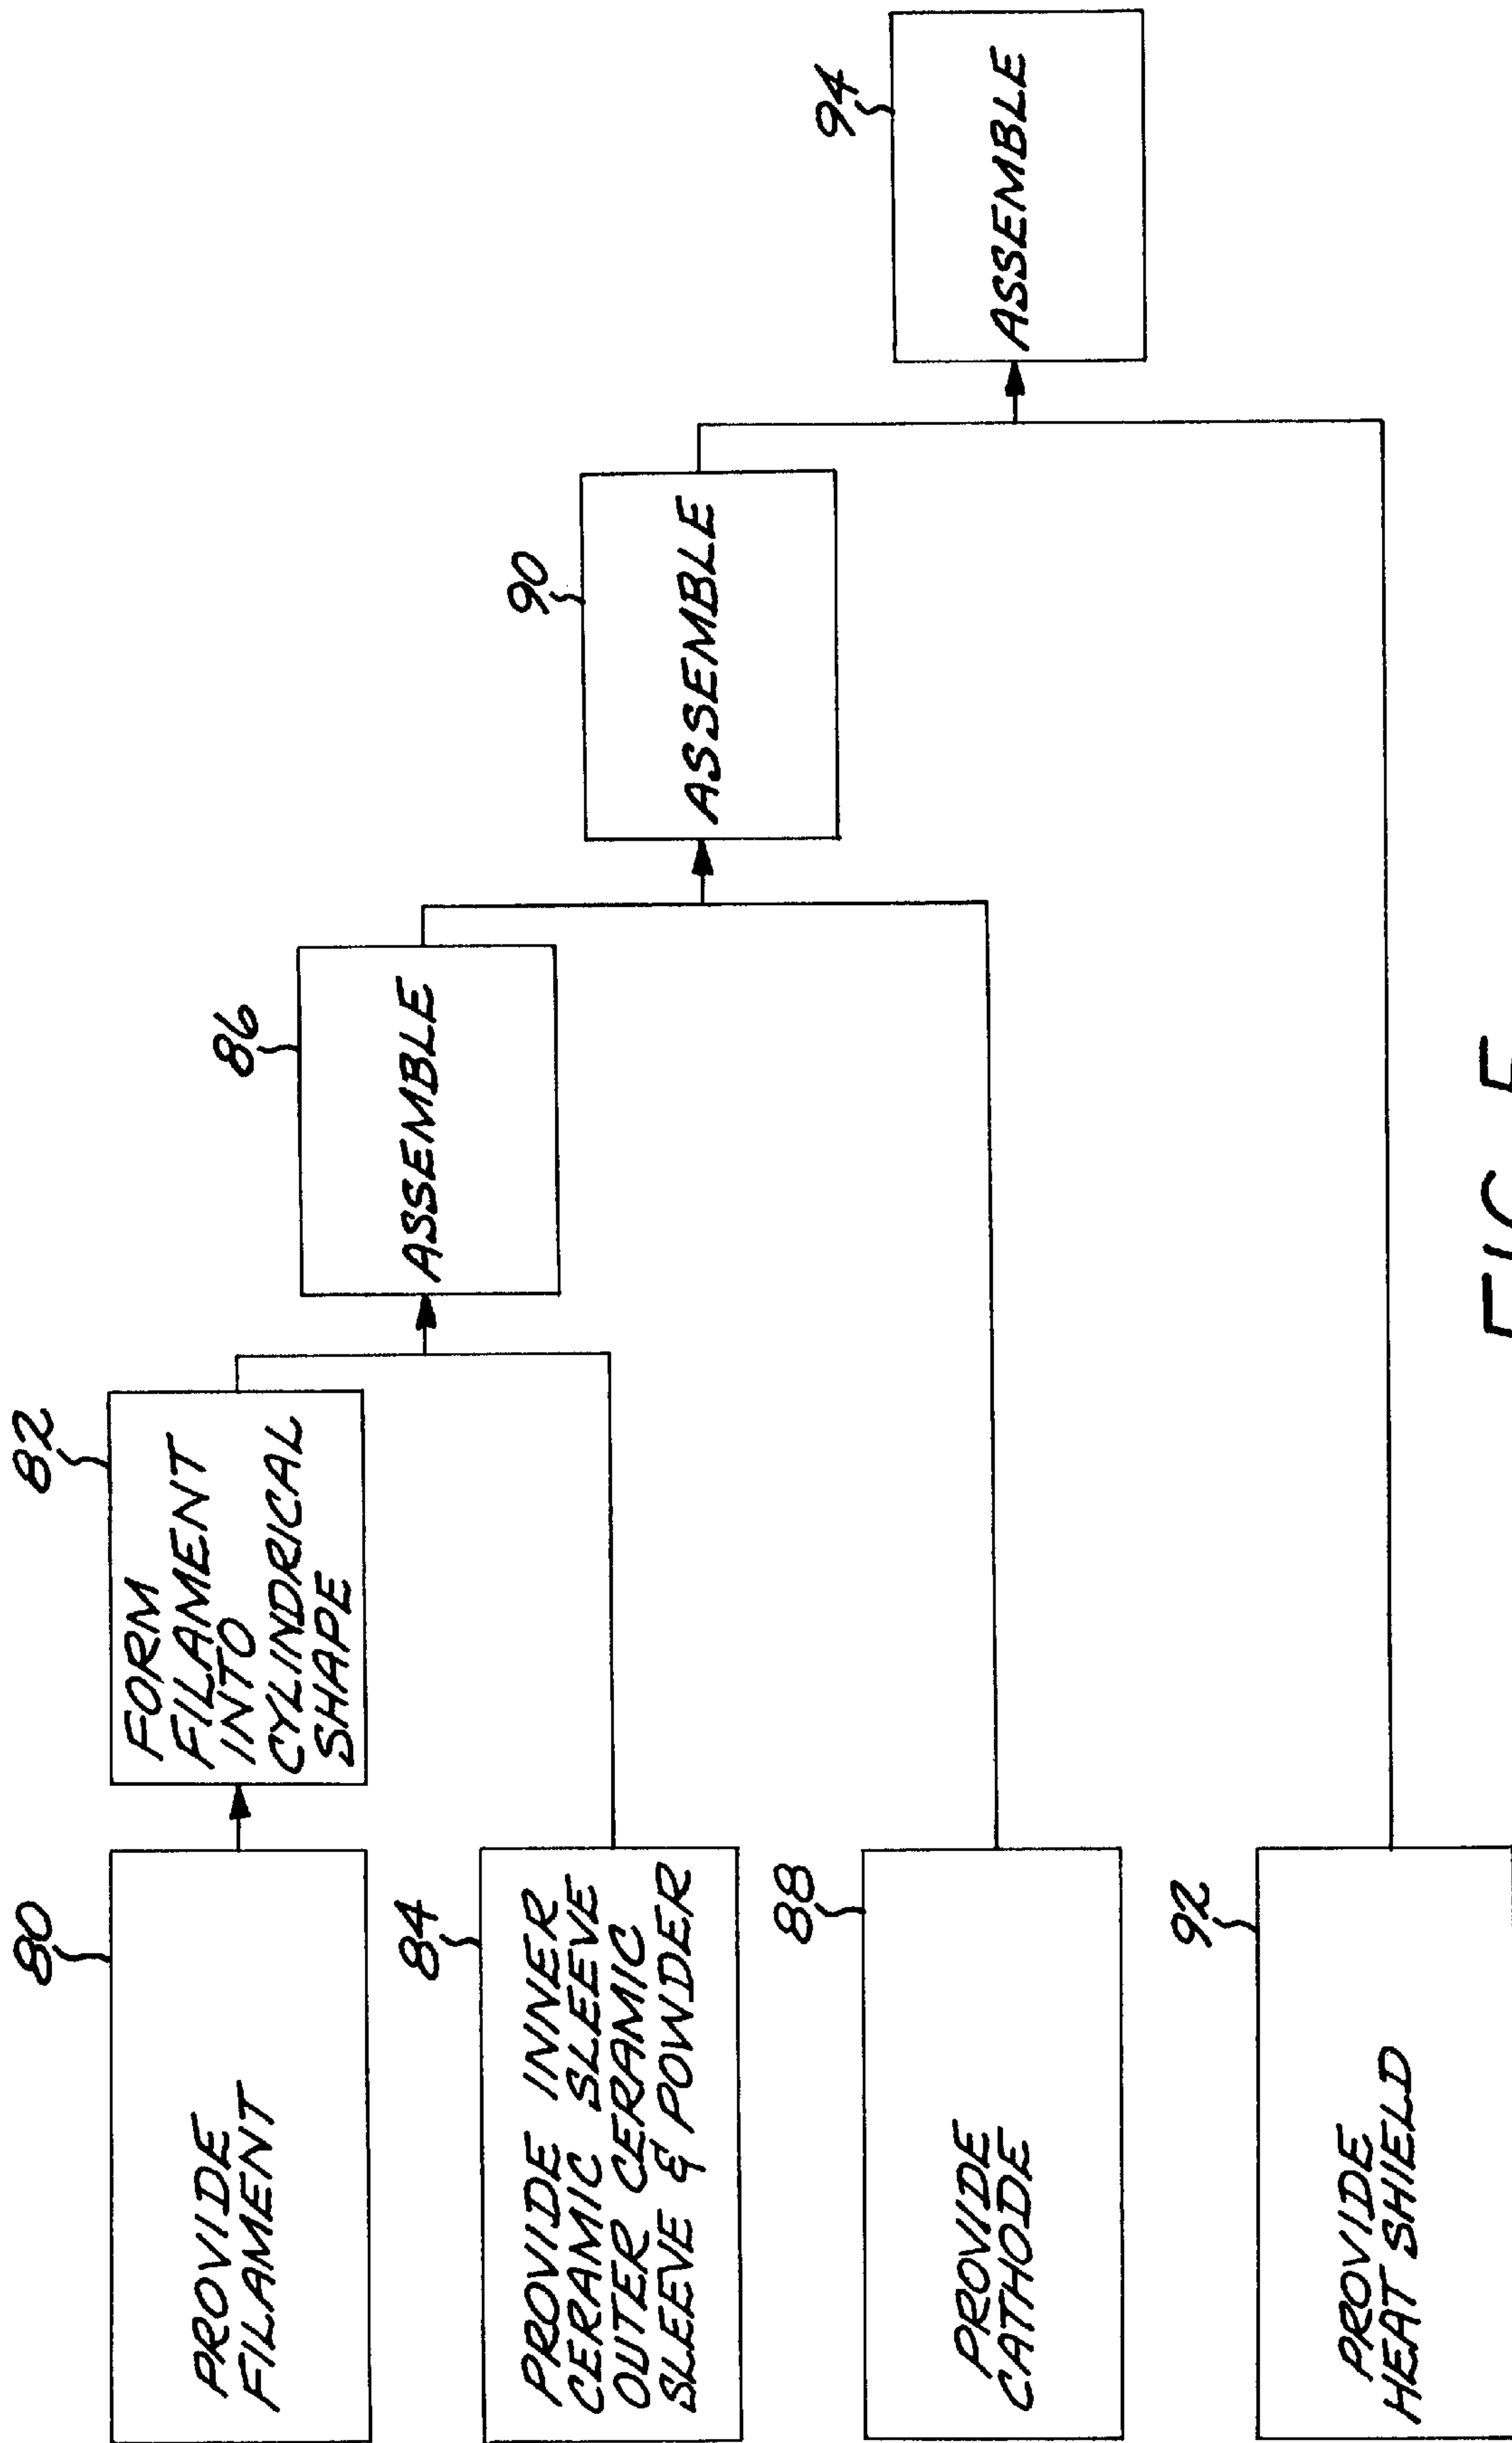 80
PROVIDE
FILAMENT
82
FORM
FILAMENT
INTO
CYLINDRICAL
SHAPE
84
PROVIDE INNER
CERAMIC SLEEVE
OUTER CERAMIC
SLEEVE & POWDER
86
ASSEMBLE
88
PROVIDE
CATHODE
90
ASSEMBLE
92
PROVIDE
HEAT SHIELD
94
ASSEMBLE